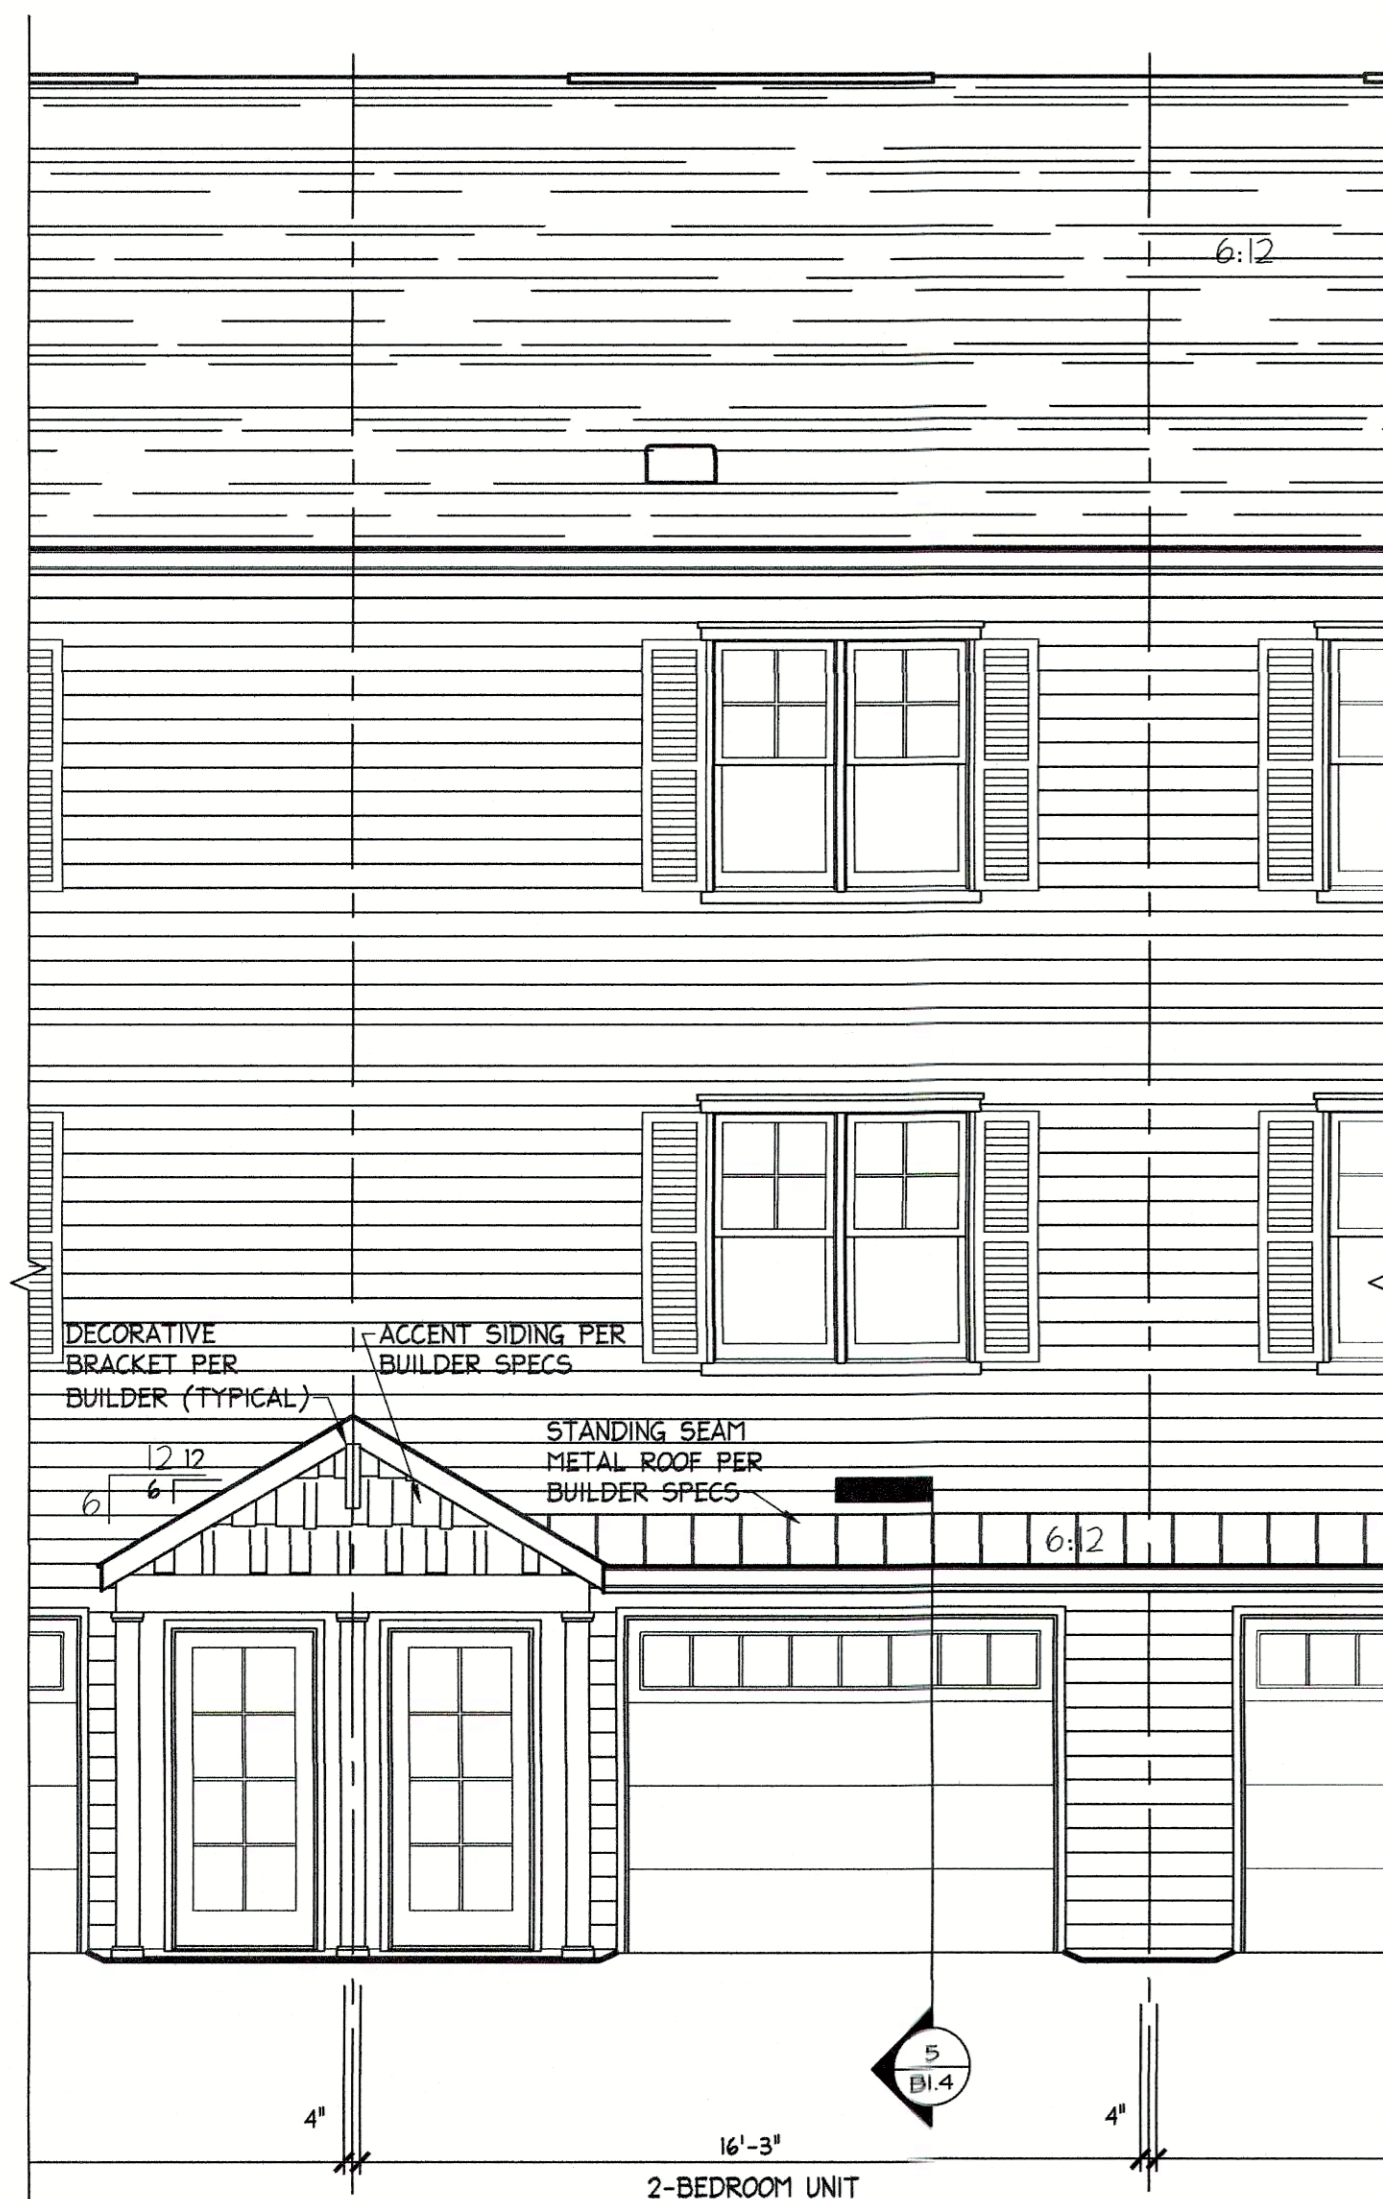 6:12
DECORATIVE
BRACKET PER
BUILDER (TYPICAL)
ACCENT SIDING PER
BUILDER SPECS
STANDING SEAM
METAL ROOF PER
BUILDER SPECS
12 12
6 6
6:12
5
B1.4
4"
4"
16'-3"
2-BEDROOM UNIT